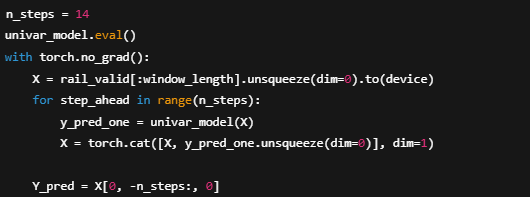 n_steps = 14
univar_model.eval()
with torch.no_grad():
    X = rail_valid[:window_length].unsqueeze(dim=0).to(device)
    for step_ahead in range(n_steps):
        y_pred_one = univar_model(X)
        X = torch.cat([X, y_pred_one.unsqueeze(dim=0)], dim=1)

    Y_pred = X[0, -n_steps:, 0]